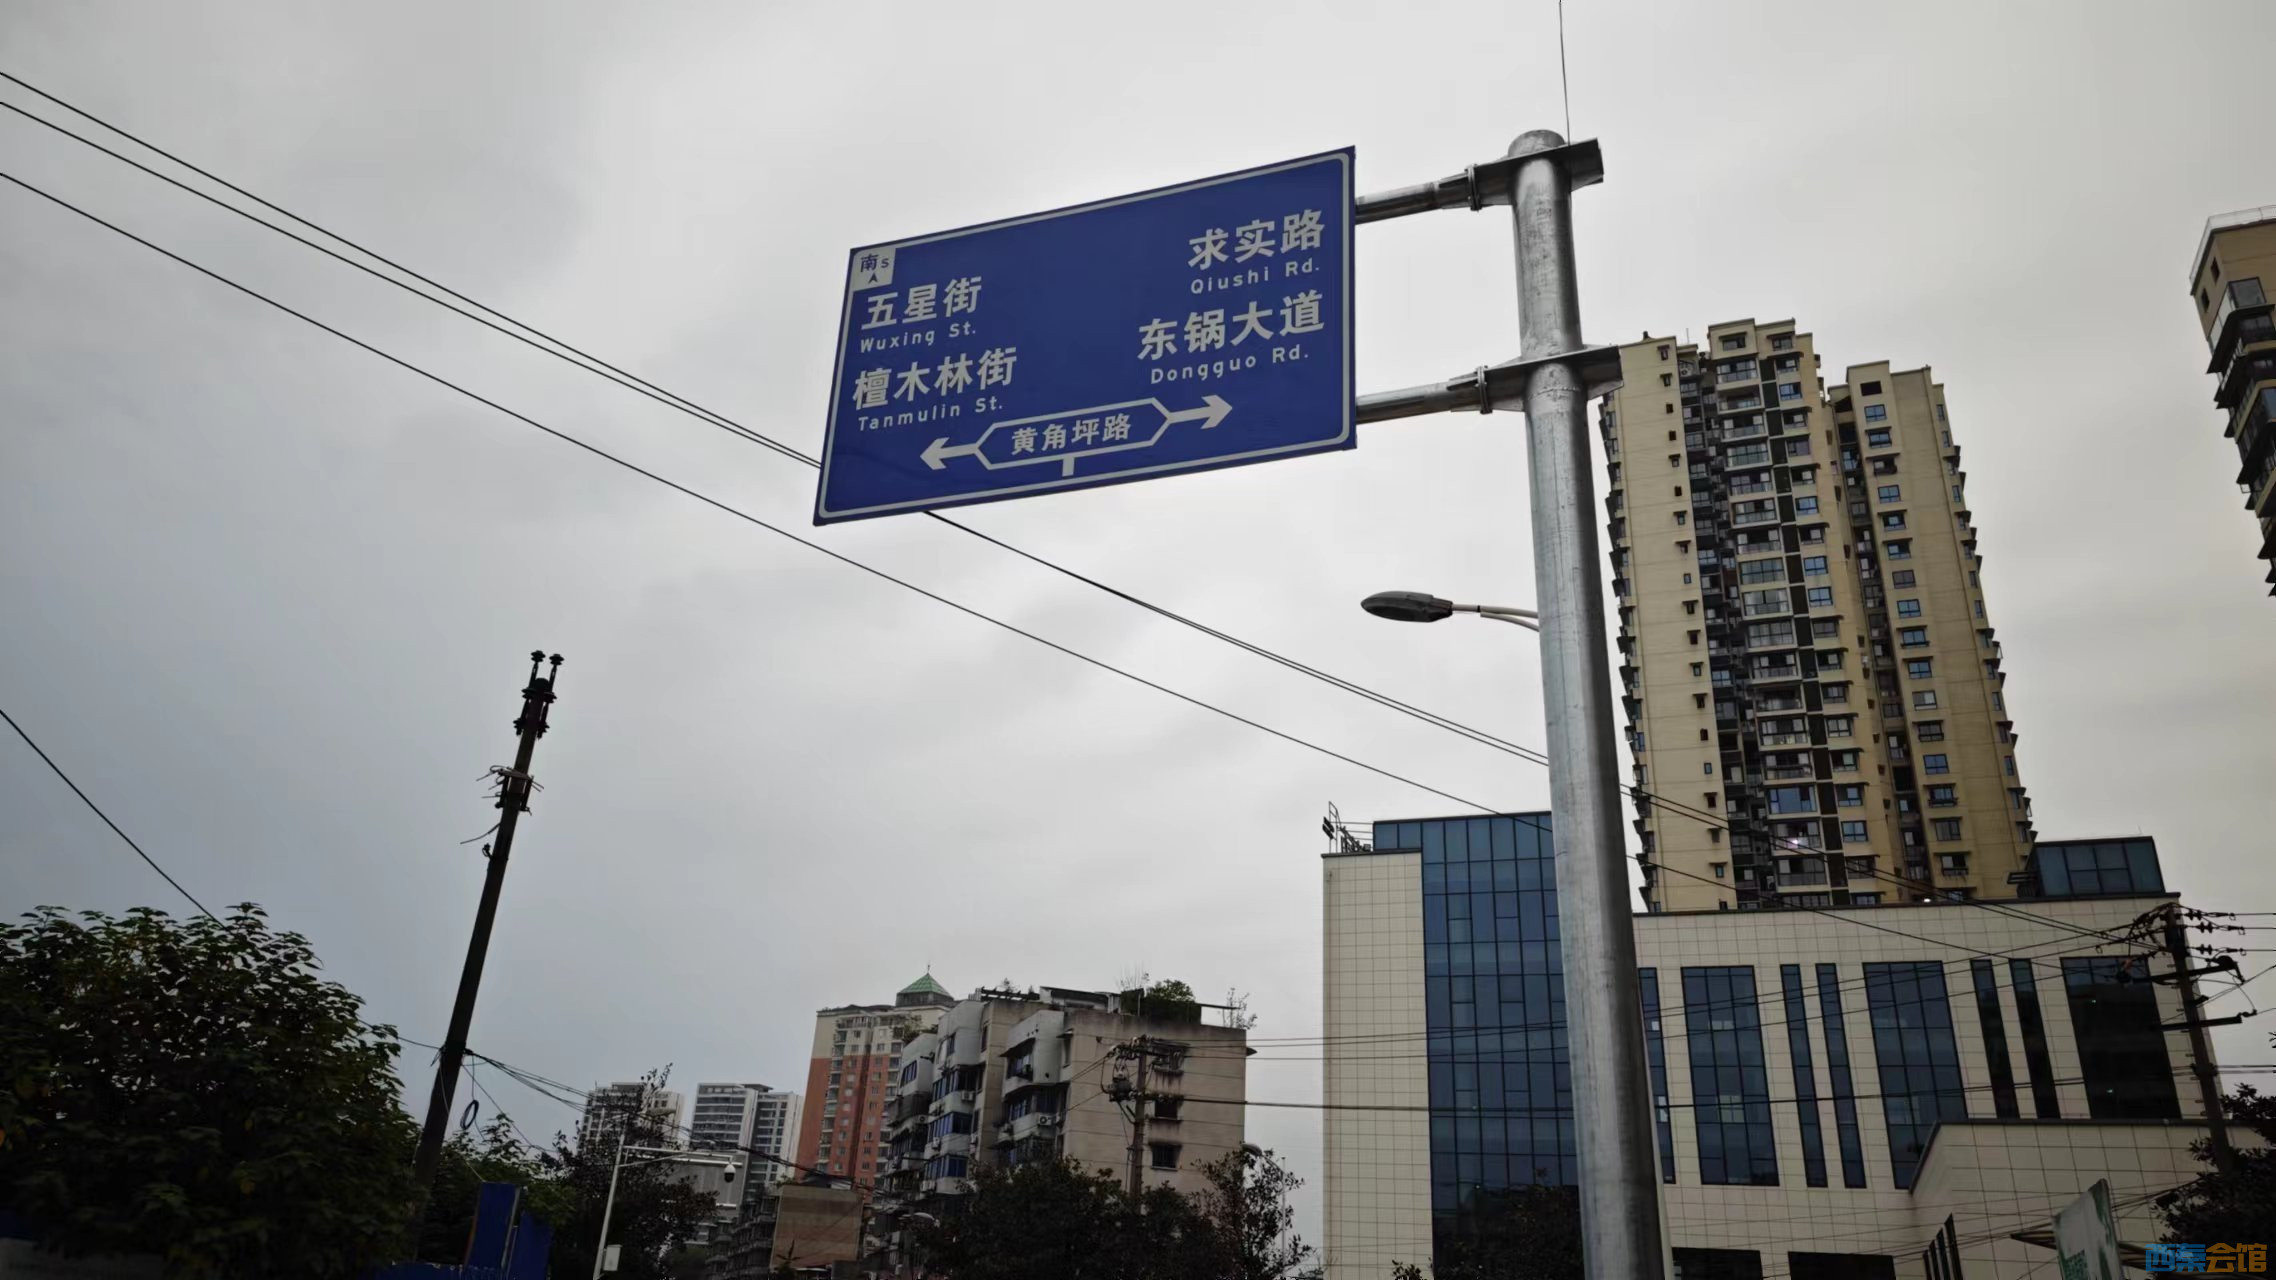 南 S
五星街
Wuxing St.
檀木林街
Tanmulin St.
求实路
Qiushi Rd.
东锅大道
Dongguo Rd.
黄角坪路
西秦会馆